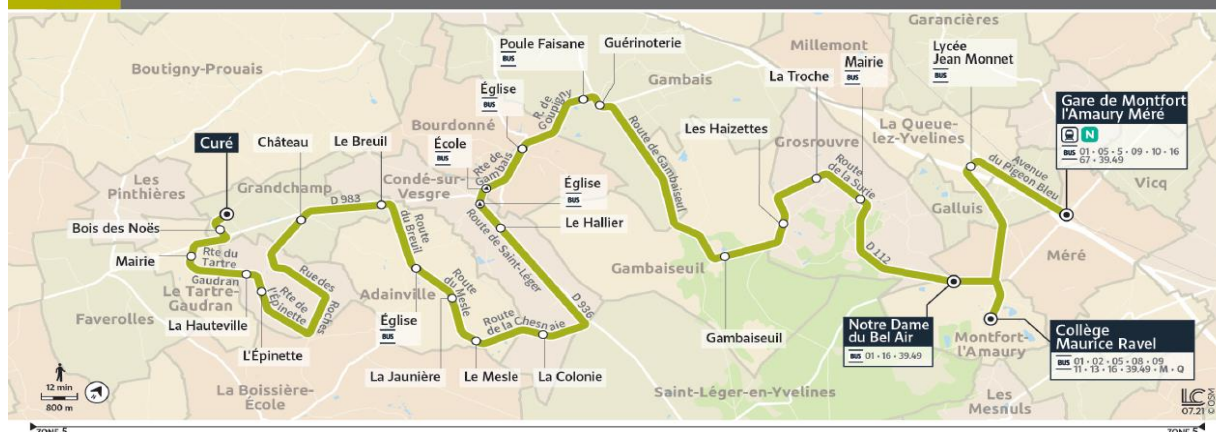 Garancières
Boutigny-Prouais
Poule Faisane
BUS
Guérinoterie
Millemont
Mairie
BUS
Lycée
Jean Monnet
BUS
Gambais
La Troche
Église
BUS
R. de
Goupigny
Gare de Montfort
l'Amaury Méré
N
BUS 01 • 05 • 5 • 09 • 10 • 16
67 • 39.49
Bourdonné
Les Haizettes
La Queue-
lez-Yvelines
Curé
Château
Le Breuil
École
BUS
Rte de
Gambais
Route de Gambaiseuil
Grosrouvre
Route
de la Surie
Avenue
du Pigeon Bleu
Les
Pinthières
Grandchamp
Condé-sur-
Vesgre
Église
BUS
Vicq
D 983
Galluis
Bois des Noës
Le Hallier
Route
du Breuil
Route de Saint-Léger
Mairie
Rte du
Tartre
Gaudran
Rue des
Roches
Rte de
l'Épinette
D 112
Méré
Gambaiseuil
Le Tartre-
Gaudran
Adainville
Route
du Mesle
D 936
Faverolles
La Hauteville
Église
BUS
Route
de la Chesnaie
Gambaiseuil
Notre Dame
du Bel Air
BUS 01 • 16 • 39.49
Montfort-
l'Amaury
Collège
Maurice Ravel
BUS 01 • 02 • 05 • 08 • 09
11 • 13 • 16 • 39.49 • M • Q
L'Épinette
La Jaunière
Le Mesle
La Colonie
12 min
800 m
La Boissière-
École
Saint-Léger-en-Yvelines
Les
Mesnuls
LC
07.21
© OSM
ZONE 5
ZONE 5